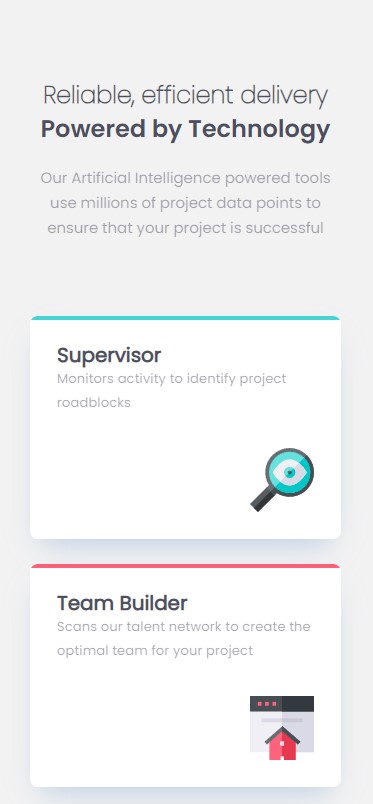 Reliable, efficient delivery
Powered by Technology
Our Artificial Intelligence powered tools
use millions of project data points to
ensure that your project is successful
Supervisor
Monitors activity to identify project
roadblocks
Team Builder
Scans our talent network to create the
optimal team for your project